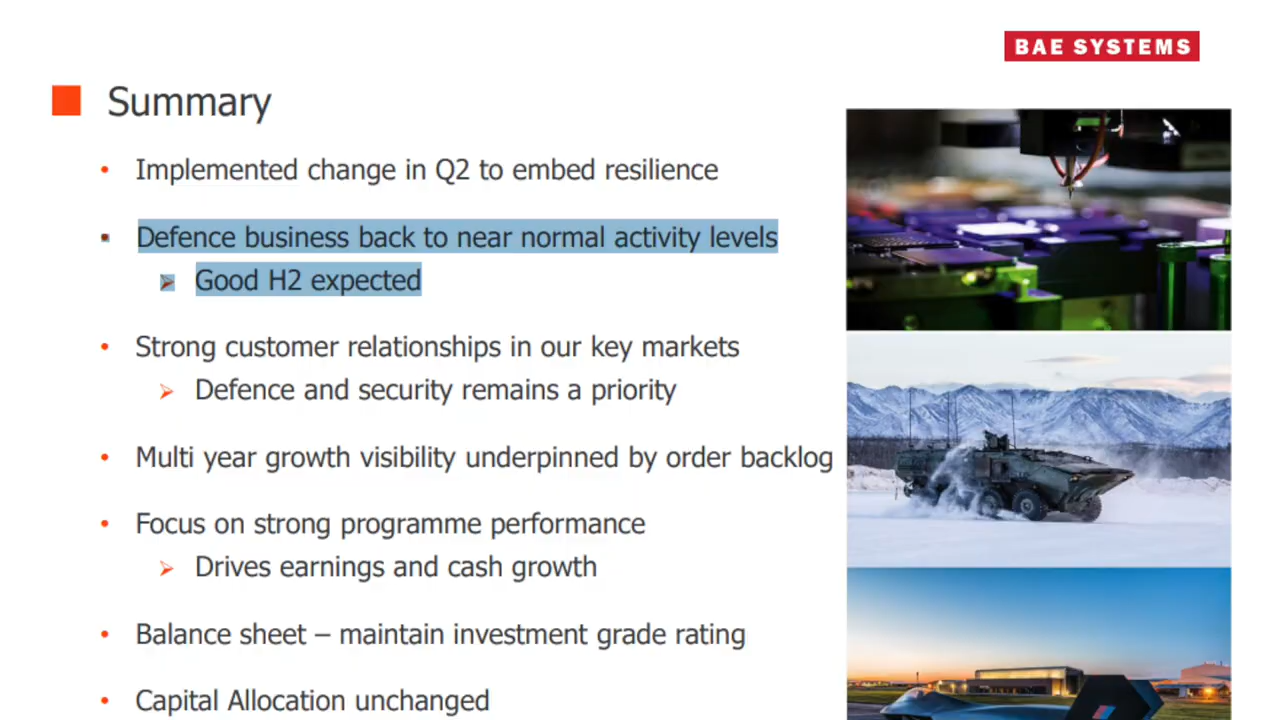 BAE SYSTEMS
Summary
Implemented change in Q2 to embed resilience
Defence business back to near normal activity levels
Good H2 expected
Strong customer relationships in our key markets
Defence and security remains a priority
Multi year growth visibility underpinned by order backlog
Focus on strong programme performance
Drives earnings and cash growth
Balance sheet – maintain investment grade rating
Capital Allocation unchanged